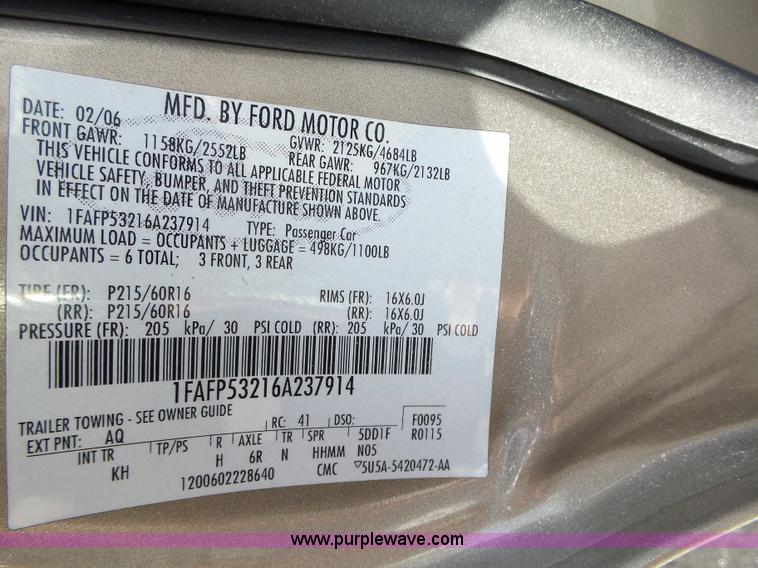 MFD. BY FORD MOTOR CO.
DATE: 02/06 GVWR: 2125KG/4684LB
FRONT GAWR: 1158KG/2552LB REAR GAWR: 967KG/2132LB
THIS VEHICLE CONFORMS TO ALL APPLICABLE FEDERAL MOTOR
VEHICLE SAFETY, BUMPER, AND THEFT PREVENTION STANDARDS
IN EFFECT ON THE DATE OF MANUFACTURE SHOWN ABOVE.
VIN: 1FAFP53216A237914 TYPE: Passenger Car
MAXIMUM LOAD = OCCUPANTS + LUGGAGE = 498KG/1100LB
OCCUPANTS = 6 TOTAL; 3 FRONT, 3 REAR
TIRE (FR): P215/60R16 RIMS (FR): 16X6.0J
(RR): P215/60R16 (RR): 16X6.0J
PRESSURE (FR): 205 kPa/ 30 PSI COLD (RR): 205 kPa/ 30 PSI COLD
1FAFP53216A237914
TRAILER TOWING - SEE OWNER GUIDE RC: 41 DSO: F0095
EXT PNT: AQ TP/PS R AXLE TR SPR 5DD1F R0115
INT TR KH H 6R N HHMM N05
1200602228640 CMC ▽5U5A-5420472-AA
www.purplewave.com